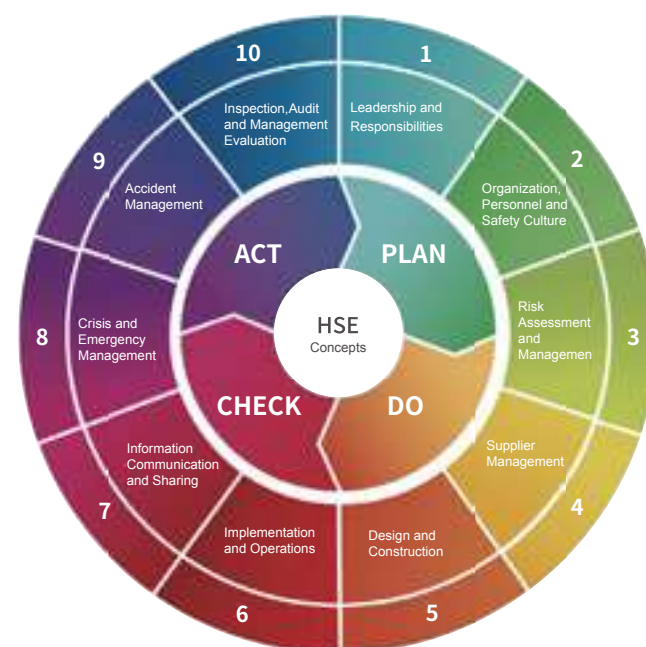 10
1
Inspection,Audit
and Management
Evaluation
Leadership and
Responsibilities
9
2
Accident
Management
Organization,
Personnel and
Safety Culture
ACT
PLAN
HSE
Concepts
8
3
Crisis and
Emergency
Management
Risk
Assessment
and
Managemen
CHECK
DO
7
4
Information
Communication
and Sharing
Supplier
Management
6
5
Implementation
and Operations
Design and
Construction